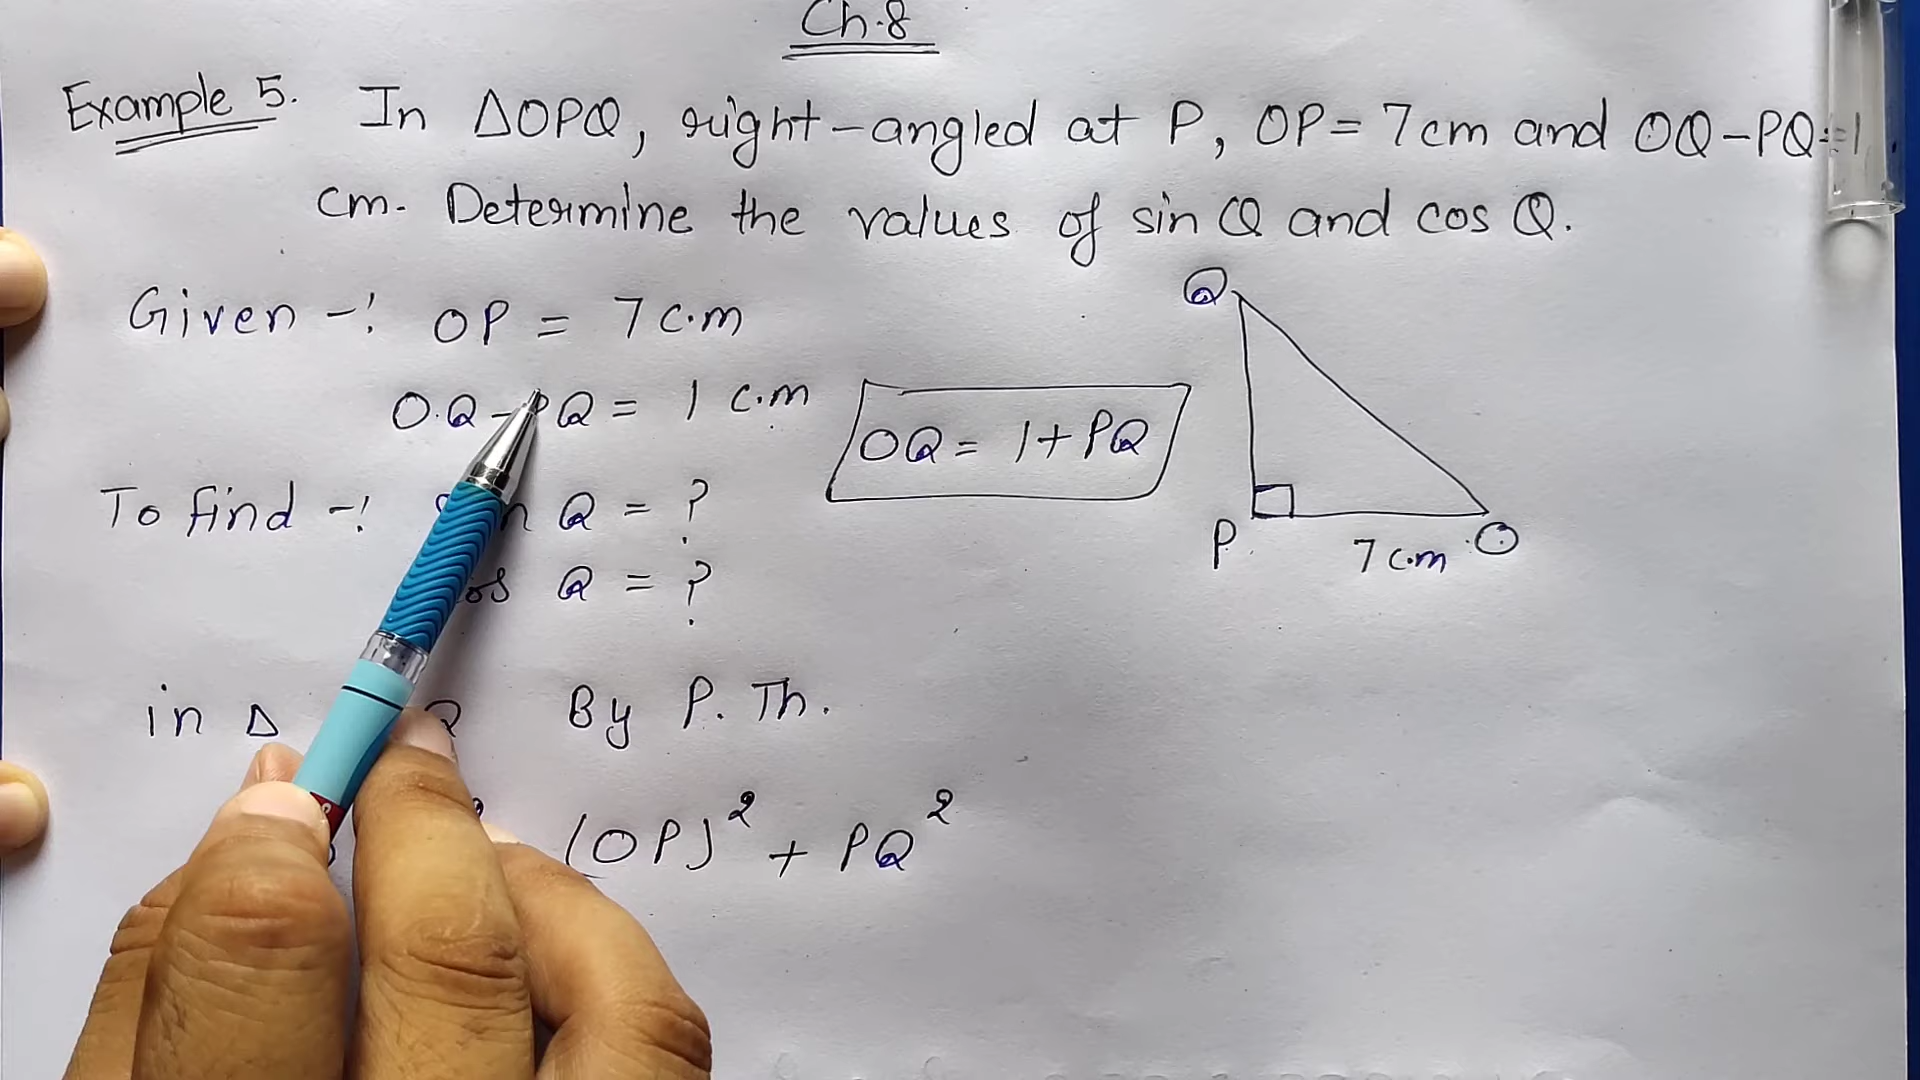 Ch.8
Example 5. In ΔOPQ, right-angled at P, OP = 7cm and OQ - PQ = 1
cm. Determine the values of sin Q and cos Q.
Given -! OP = 7 c.m
O.Q - PQ = 1 c.m
OQ = 1 + PQ
To find -! Q = ?
Q = ?
in Δ Q By P. Th.
(OP)² + PQ²
Q
P
7 c.m
O